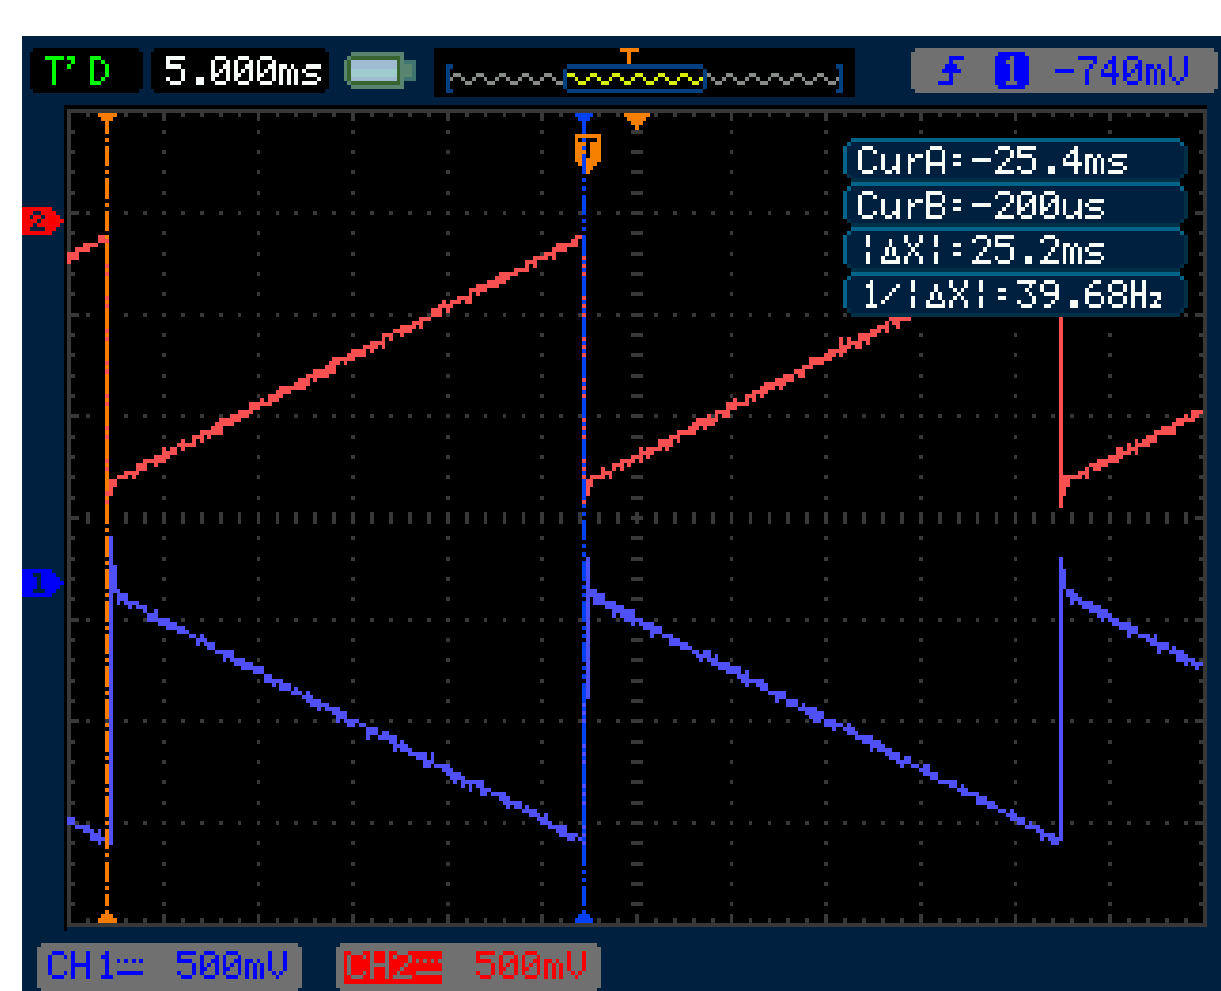 T' D 5.000ms T 1 -740mV
T
CurA:-25.4ms
CurB:-200us
|ΔX|:25.2ms
1/|ΔX|:39.68Hz
2
1
CH1 500mV CH2 500mV